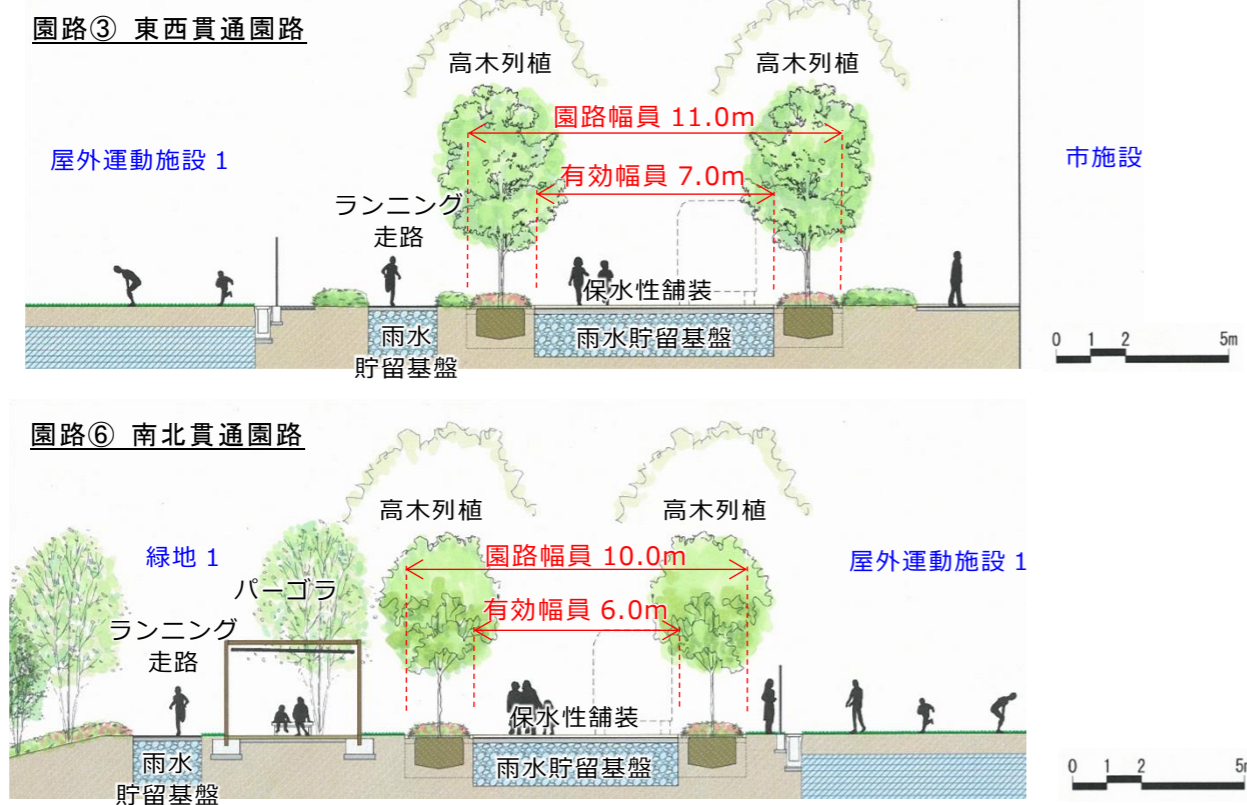 園路③ 東西貫通園路
高木列植
高木列植
園路幅員 11.0m
屋外運動施設 1
市施設
有効幅員 7.0m
ランニング
走路
保水性舗装
雨水
貯留基盤
雨水貯留基盤
0 1 2 5m
園路⑥ 南北貫通園路
高木列植
高木列植
緑地 1
園路幅員 10.0m
屋外運動施設 1
パーゴラ
有効幅員 6.0m
ランニング
走路
保水性舗装
雨水
貯留基盤
雨水貯留基盤
0 1 2 5m